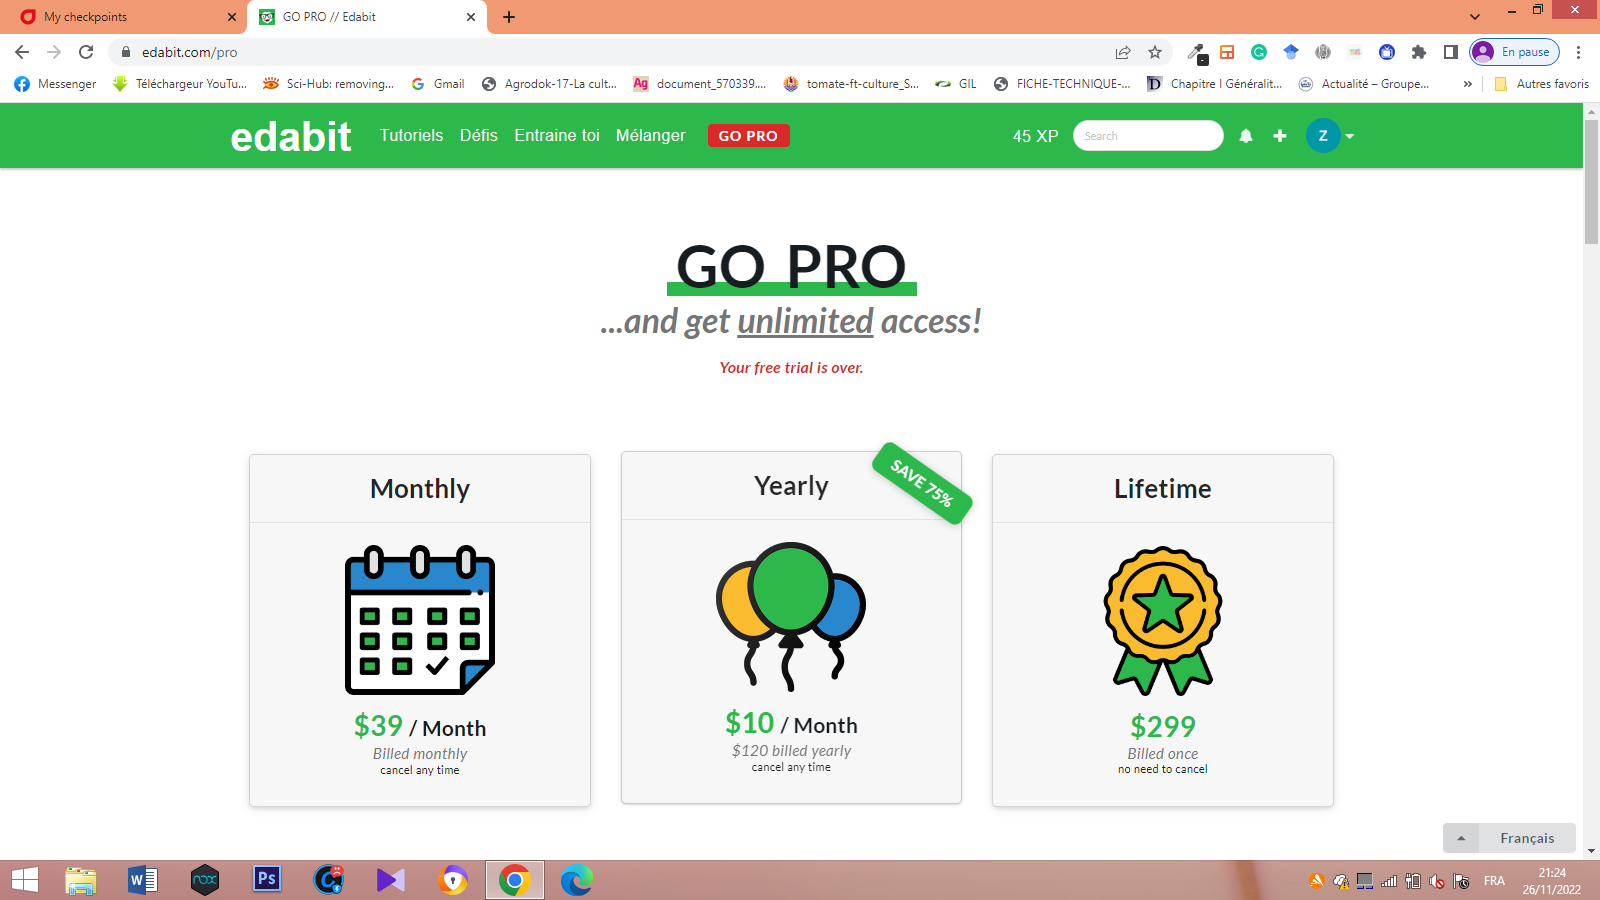 My checkpoints
GO PRO // Edabit
edabit.com/pro
En pause
Messenger
Téléchargeur YouTu...
Sci-Hub: removing...
Gmail
Agrodok-17-La cult...
Ag
document_570339....
tomate-ft-culture_S...
GIL
FICHE-TECHNIQUE-...
D
Chapitre I Généralit...
Actualité – Groupe...
»
Autres favoris
edabit
Tutoriels
Défis
Entraine toi
Mélanger
GO PRO
45 XP
Search
Z
GO PRO
...and get unlimited access!
Your free trial is over.
Monthly
$39 / Month
Billed monthly
cancel any time
Yearly
SAVE 75%
$10 / Month
$120 billed yearly
cancel any time
Lifetime
$299
Billed once
no need to cancel
Français
W
nox
Ps
FRA
21:24
26/11/2022